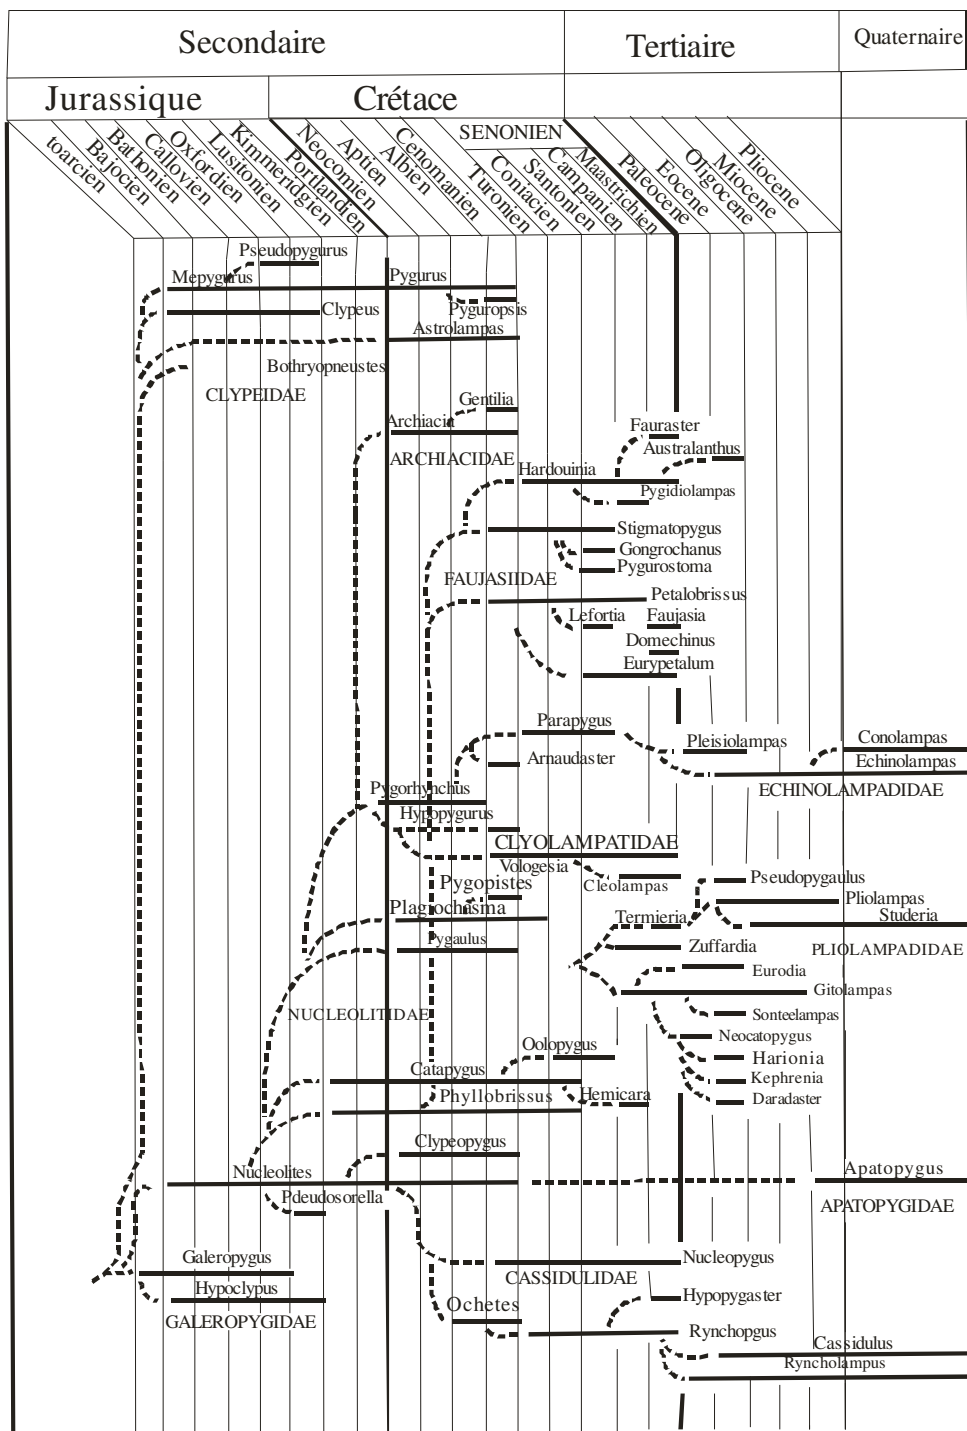 Secondaire
Tertiaire
Quaternaire
Jurassique
Crétace
SENONIEN
toarcien
Bajocien
Bathonien
Callovien
Oxfordien
Lusitonien
Kimmeridgien
Portlandien
Neocomien
Aptien
Albien
Cenomanien
Turonien
Coniacien
Santonien
Campanien
Maastrichien
Paleocene
Eocene
Oligocene
Miocene
Pliocene
Pseudopygurus
Mepygurus
Pygurus
Clypeus
Pyguropsis
Astrolampas
Bothryopneustes
CLYPEIDAE
Gentilia
Archiacia
Fauraster
Australanthus
ARCHIACIDAE
Hardouinia
Pygidiolampas
Stigmatopygus
Gongrochanus
Pygurostoma
FAUJASIIDAE
Petalobrissus
Lefortia
Faujasia
Domechinus
Eurypetalum
Parapygus
Pleisiolampas
Conolampas
Arnaudaster
Echinolampas
Pygorhynchus
ECHINOLAMPADIDAE
Hypopygurus
CLYOLAMPATIDAE
Vologesia
Cleolampas
Pseudopygaulus
Pygopistes
Pliolampas
Plagiochasma
Termieria
Studeria
Pygaulus
Zuffardia
PLIOLAMPADIDAE
Eurodia
Gitolampas
NUCLEOLITIDAE
Sonteelampas
Neocatopygus
Oolopygus
Harionia
Catapygus
Kephrenia
Phyllobrissus
Hemicara
Daradaster
Clypeopygus
Nucleolites
Apatopygus
Pdeudosorella
APATOPYGIDAE
Galeropygus
Nucleopygus
CASSIDULIDAE
Hypoclypus
Hypopygaster
Ochetes
GALEROPYGIDAE
Rynchopgus
Cassidulus
Ryncholampus